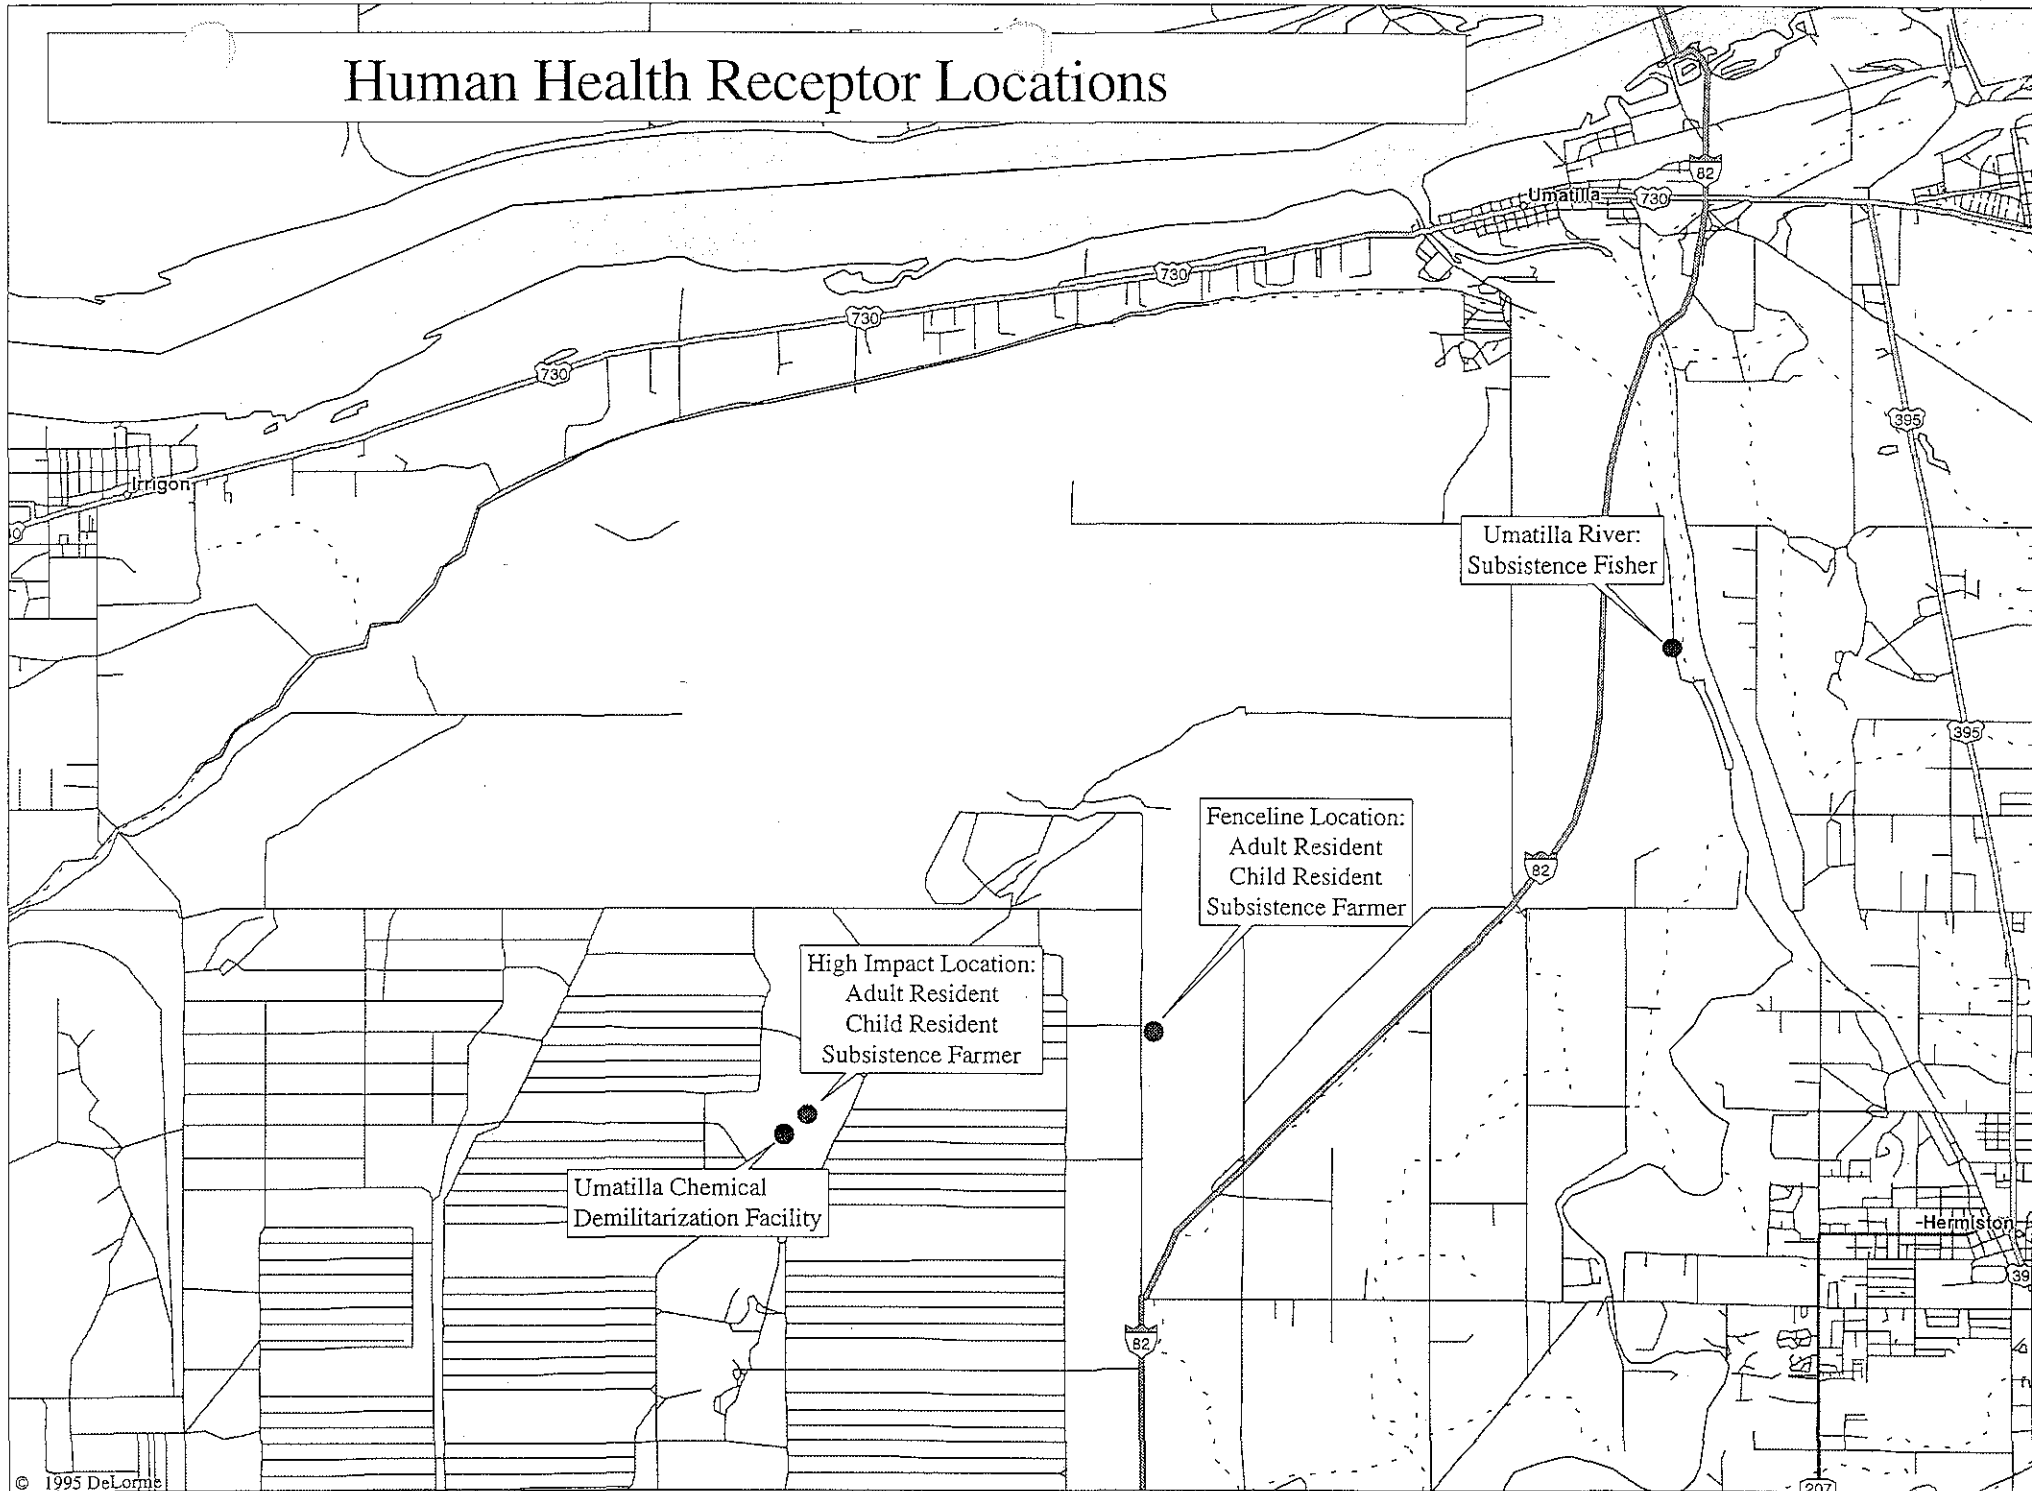 Human Health Receptor Locations
82
Umatilla
730
730
730
730
395
Irrigon
Umatilla River:
Subsistence Fisher
395
Fenceline Location:
Adult Resident
Child Resident
Subsistence Farmer
82
High Impact Location:
Adult Resident
Child Resident
Subsistence Farmer
Umatilla Chemical
Demilitarization Facility
Hermiston
82
© 1995 DeLorme
207